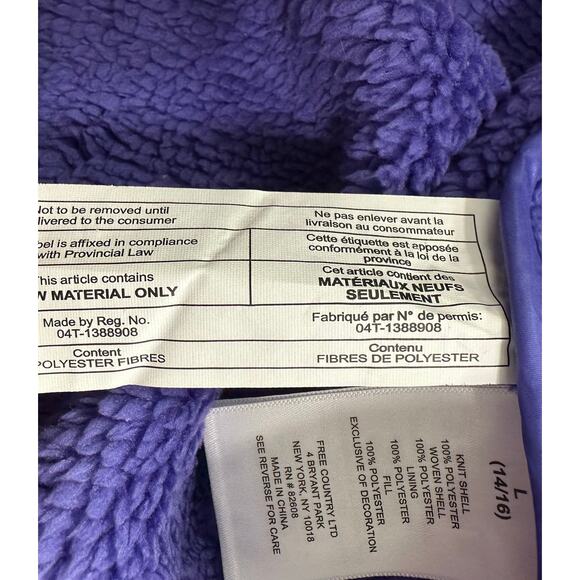 Not to be removed until
livered to the consumer
bel is affixed in compliance
with Provincial Law
This article contains
W MATERIAL ONLY
Made by Reg. No.
04T-1388908
Content
POLYESTER FIBRES
Ne pas enlever avant la
livraison au consommateur
Cette étiquette est apposée
conformément à la loi de la
province
Cet article contient des
MATÉRIAUX NEUFS
SEULEMENT
Fabriqué par N° de permis:
04T-1388908
Contenu
FIBRES DE POLYESTER
L
(14/16)
KNIT SHELL
100% POLYESTER
WOVEN SHELL
100% POLYESTER
LINING
100% POLYESTER
FILL
100% POLYESTER
EXCLUSIVE OF DECORATION
FREE COUNTRY LTD
4 BRYANT PARK
NEW YORK, NY 10018
RN # 82608
MADE IN CHINA
SEE REVERSE FOR CARE